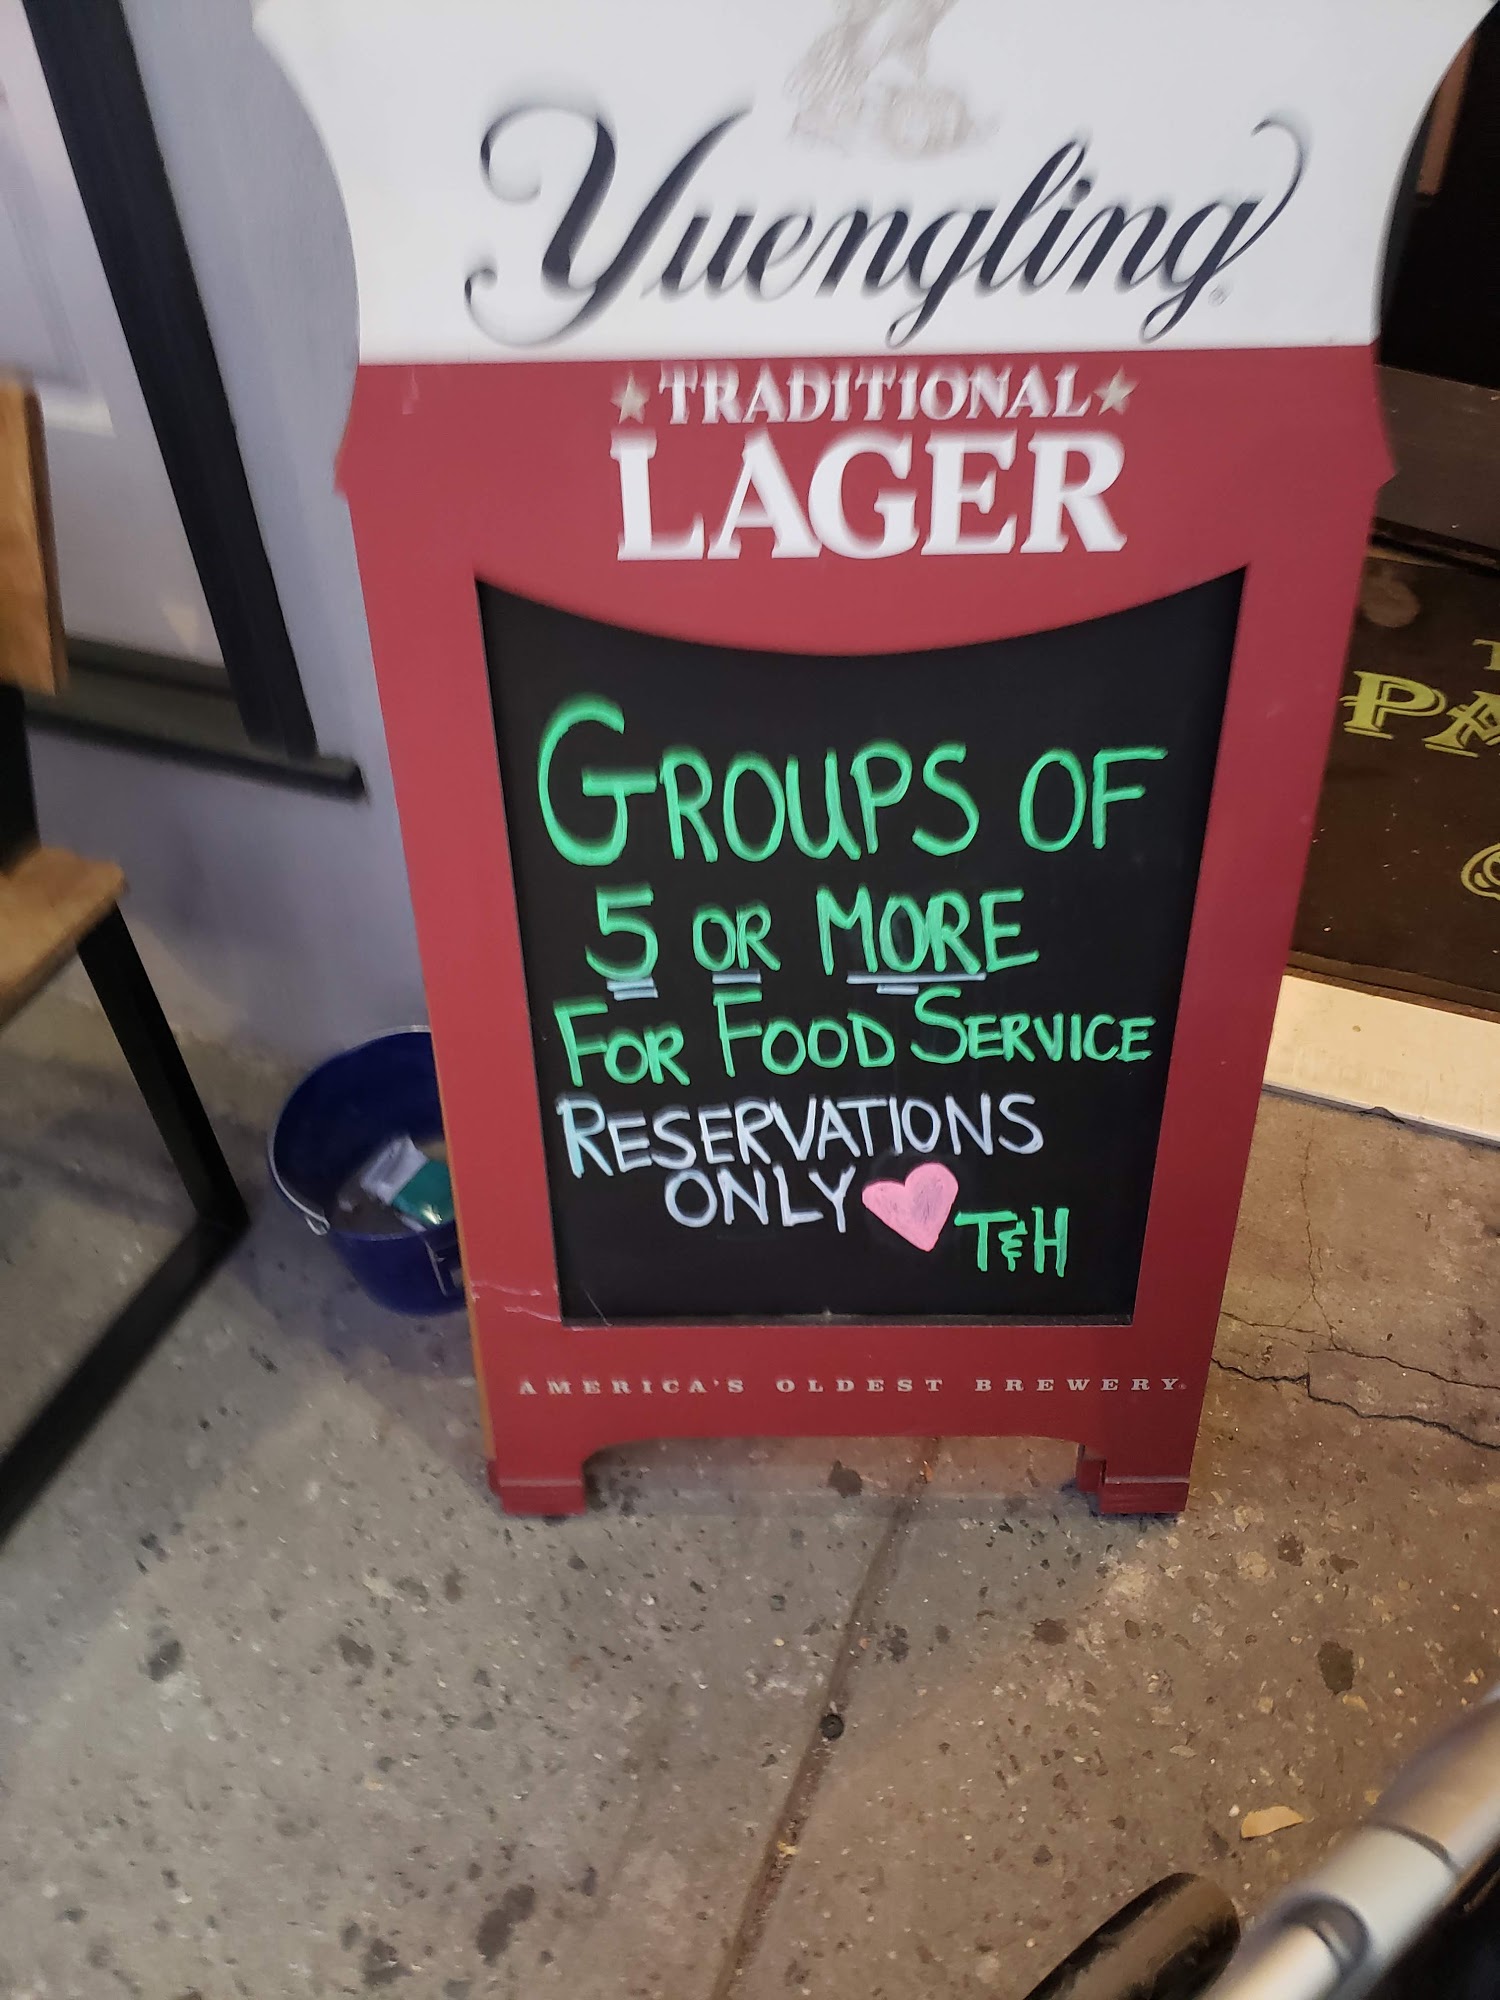 Yuengling
TRADITIONAL
LAGER
GROUPS OF
5 OR MORE
FOR FOOD SERVICE
RESERVATIONS
ONLY
T&H
AMERICA'S OLDEST BREWERY